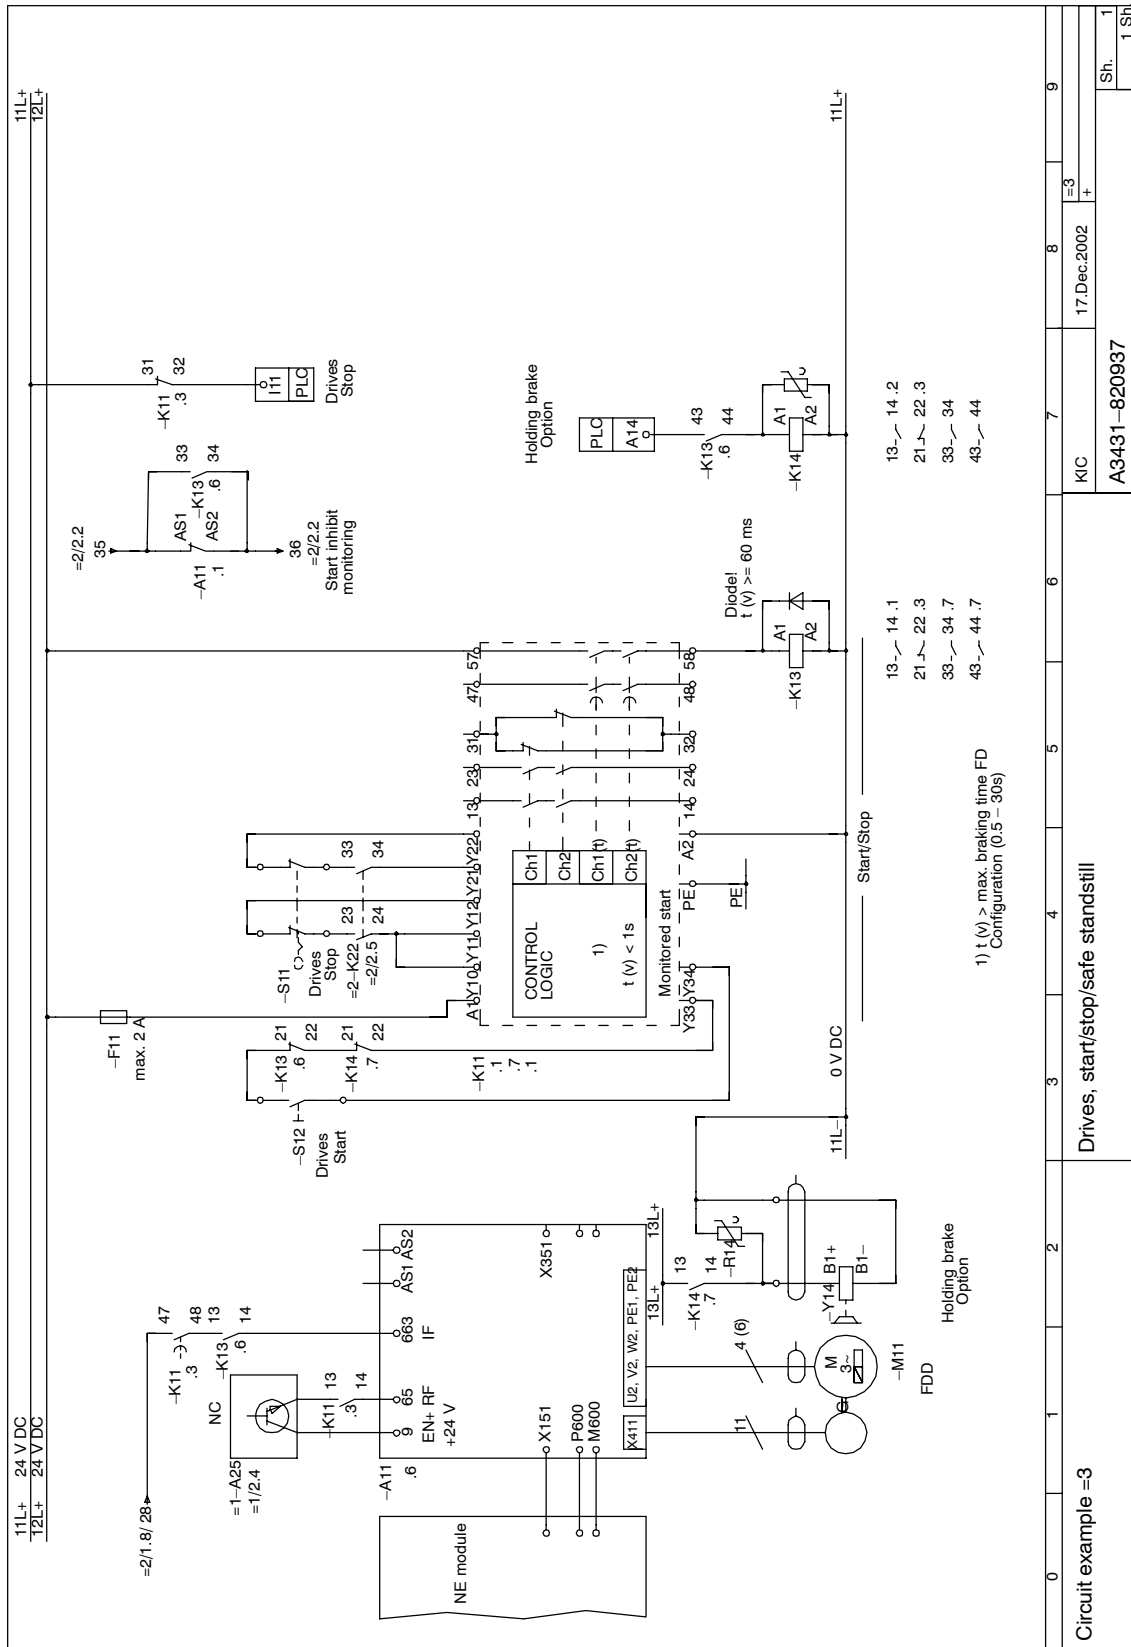 11L+ 24 V DC
12L+ 24 V DC
11L+
12L+
=2/1.8/ 28
–K11
.3
47
48
–K13
.6
13
14
=1–A25
=1/2.4
NC
–K11
.3
13
14
–A11
.6
9
65
663
AS1
AS2
EN+
RF
IF
+24 V
NE module
X151
P600
M600
X351
X411
U2, V2, W2, PE1, PE2
11
4 (6)
M
3~
G
–M11
FDD
13L+
13L+
–K14
.7
13
14
–R14
–Y14
B1+
B1–
Holding brake
Option
–S12
Drives
Start
–K13
.6
21
22
–K14
.7
21
22
–F11
max. 2 A
–S11
Drives
Stop
=2–K22
=2/2.5
23
24
33
34
–K11
.1
.7
.1
A1
Y10
Y11
Y12
Y21
Y22
13
23
31
47
57
CONTROL
LOGIC
1)
t (v) < 1s
Ch1
Ch2
Ch1(t)
Ch2(t)
Monitored start
Y33
Y34
PE
A2
14
24
32
48
58
PE
=2/2.2
35
–A11
.1
AS1
AS2
–K13
.6
33
34
36
=2/2.2
Start inhibit
monitoring
–K11
.3
31
32
I11
PLC
Drives
Stop
Holding brake
Option
PLC
A14
–K13
.6
43
44
Diode!
t (v) >= 60 ms
–K13
A1
A2
–K14
A1
A2
11L–
0 V DC
Start/Stop
11L+
13 14 .1
21 22 .3
33 34 .7
43 44 .7
13 14 .2
21 22 .3
33 34
43 44
1) t (v) > max. braking time FD
Configuration (0.5 – 30s)
0 1 2 3 4 5 6 7 8 9
Circuit example =3
Drives, start/stop/safe standstill
KIC
17.Dec.2002
=3
+
A3431–820937
Sh. 1
1 Sh.